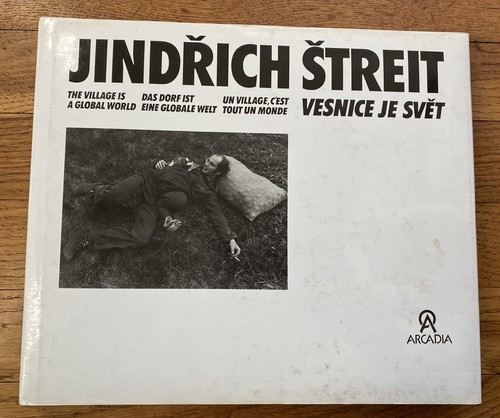 JINDŘICH ŠTREIT
THE VILLAGE IS
A GLOBAL WORLD
DAS DORF IST
EINE GLOBALE WELT
UN VILLAGE, C'EST
TOUT UN MONDE
VESNICE JE SVĚT
ARCADIA